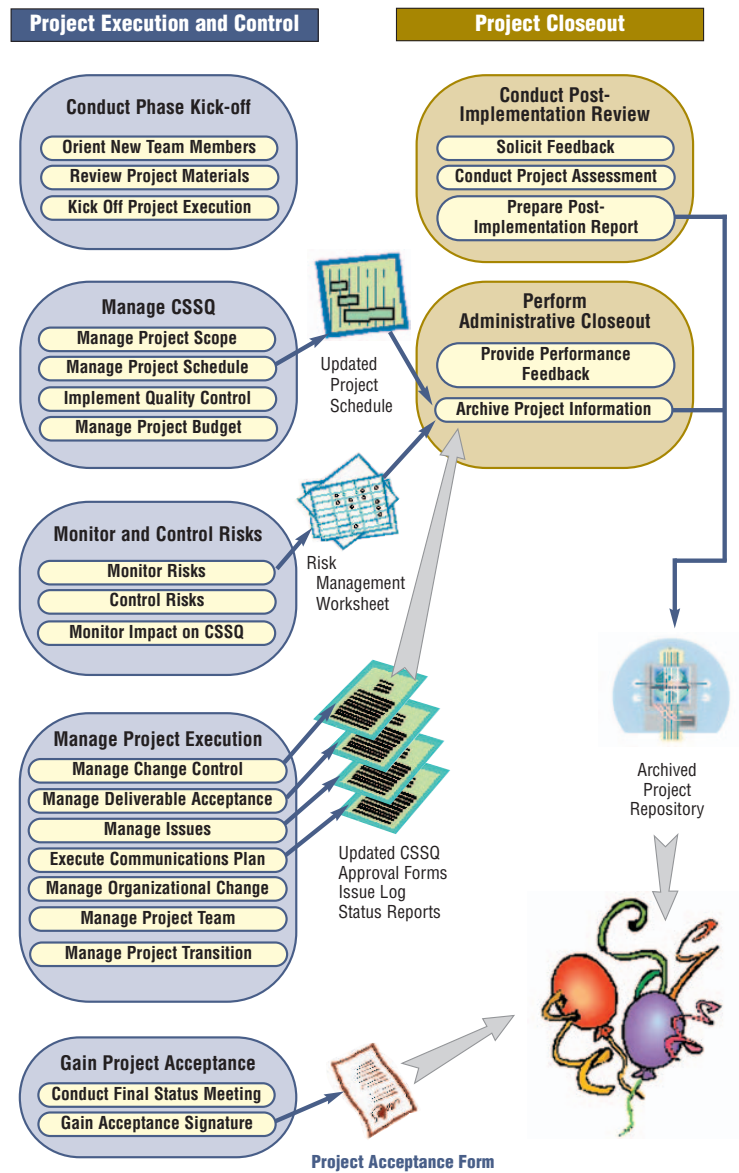 Project Execution and Control
Project Closeout
Conduct Phase Kick-off
Orient New Team Members
Review Project Materials
Kick Off Project Execution
Conduct Post-
Implementation Review
Solicit Feedback
Conduct Project Assessment
Prepare Post-
Implementation Report
Manage CSSQ
Manage Project Scope
Manage Project Schedule
Implement Quality Control
Manage Project Budget
Updated
Project
Schedule
Perform
Administrative Closeout
Provide Performance
Feedback
Archive Project Information
Monitor and Control Risks
Monitor Risks
Control Risks
Monitor Impact on CSSQ
Risk
Management
Worksheet
Manage Project Execution
Manage Change Control
Manage Deliverable Acceptance
Manage Issues
Execute Communications Plan
Manage Organizational Change
Manage Project Team
Manage Project Transition
Updated CSSQ
Approval Forms
Issue Log
Status Reports
Archived
Project
Repository
Gain Project Acceptance
Conduct Final Status Meeting
Gain Acceptance Signature
Project Acceptance Form